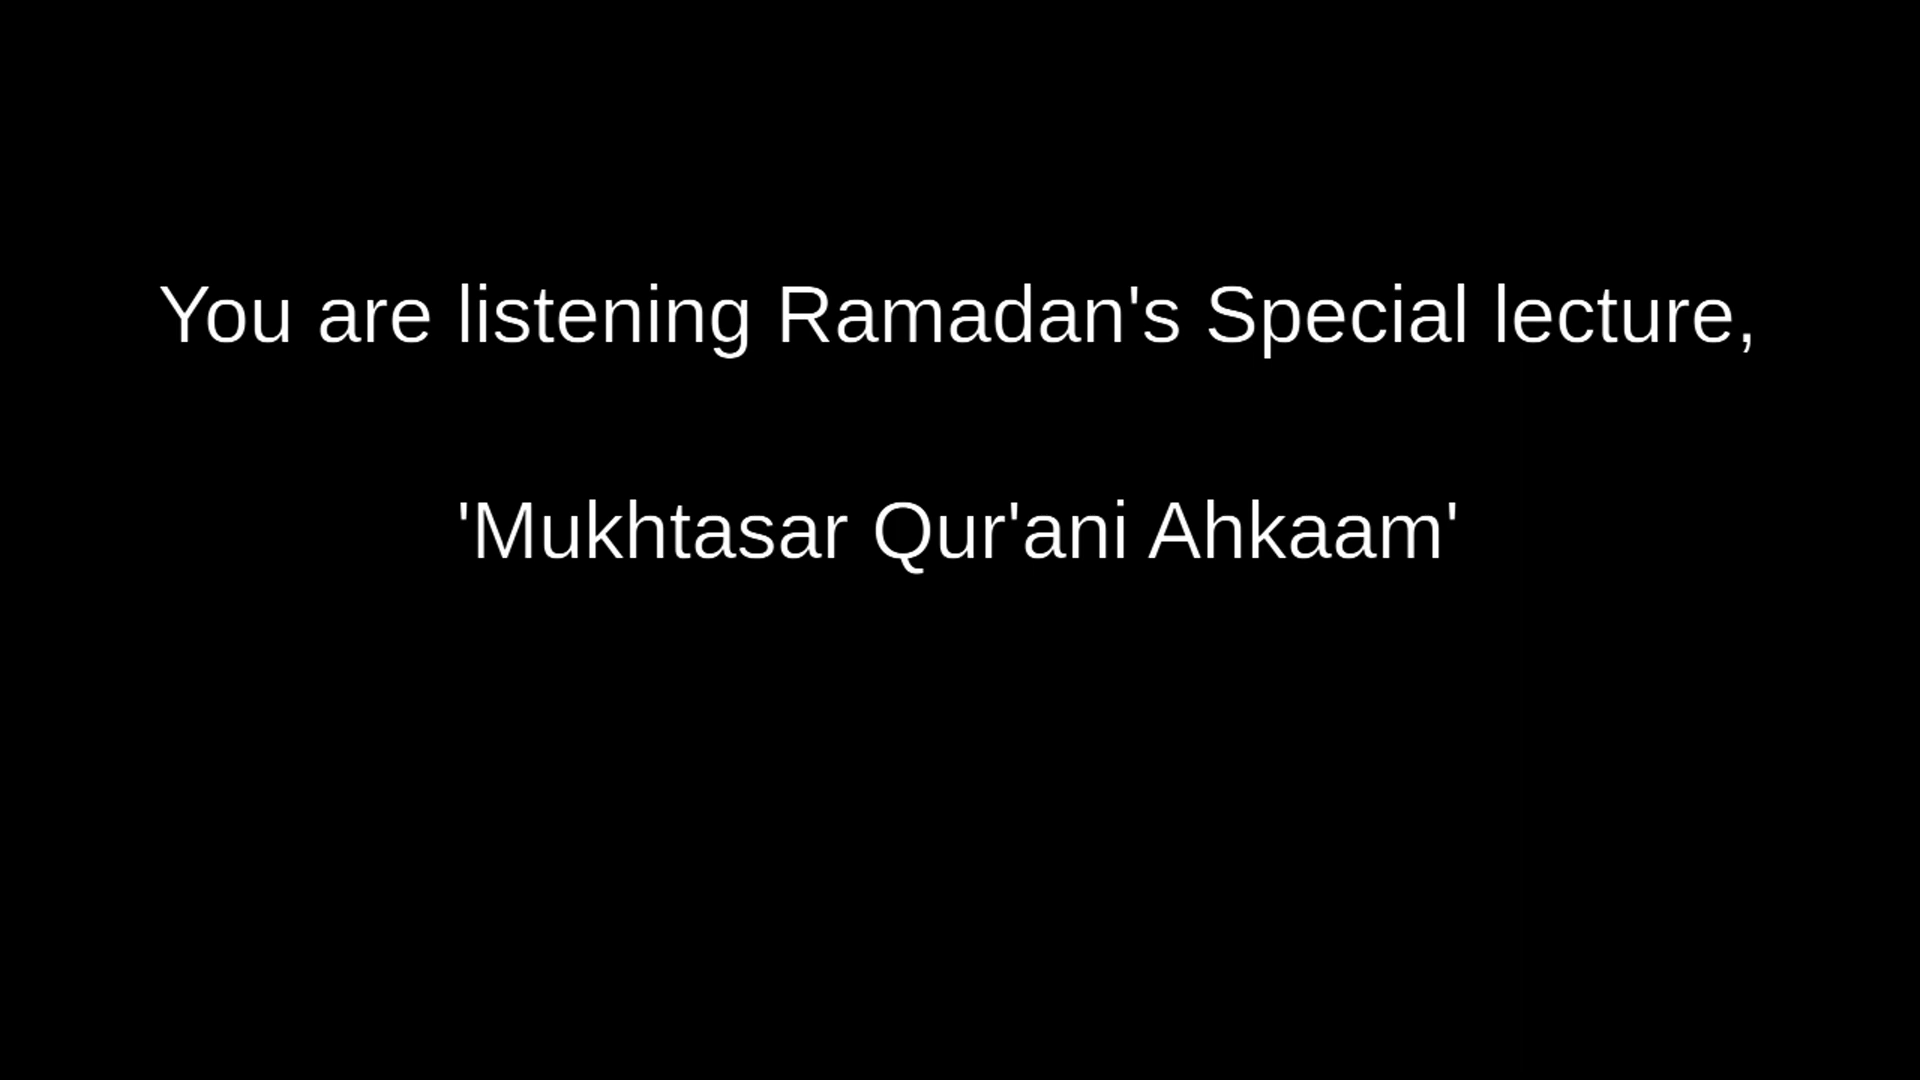 You are listening Ramadan's Special lecture,
'Mukhtasar Qur'ani Ahkaam'